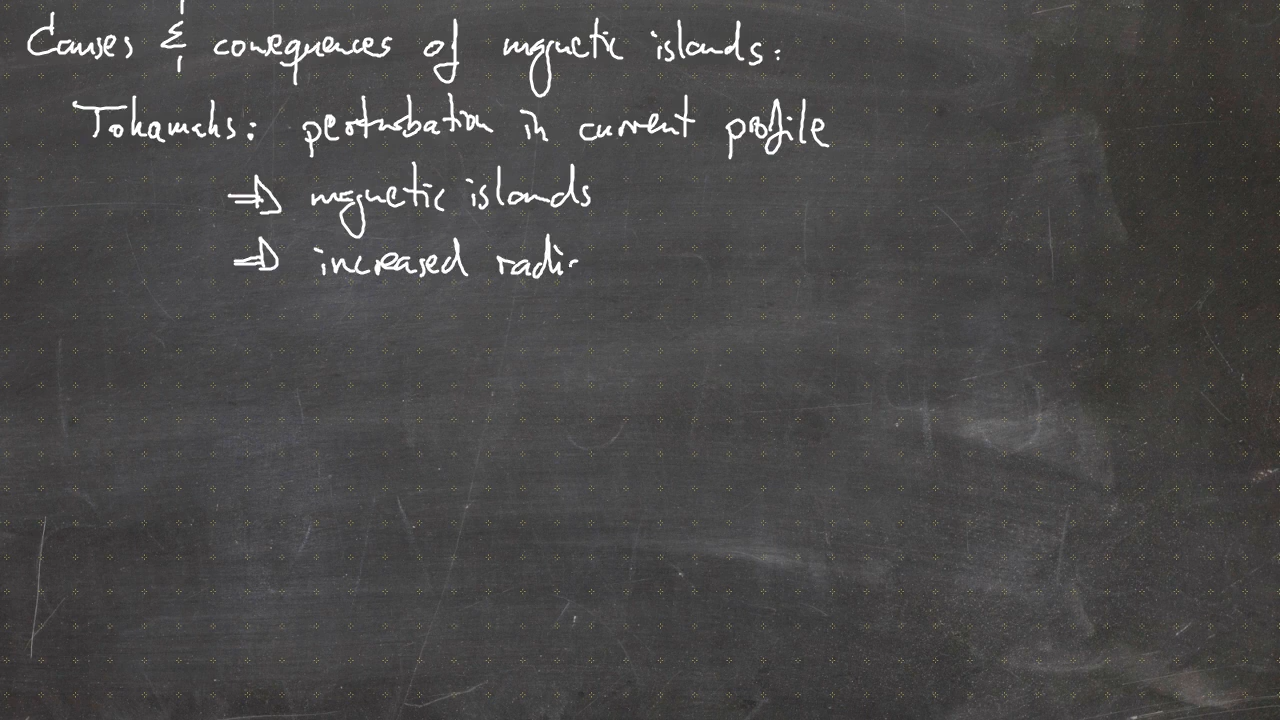 Causes & consequences of magnetic islands:
Tokamaks: perturbation in current profile
⇒ magnetic islands
⇒ increased radi